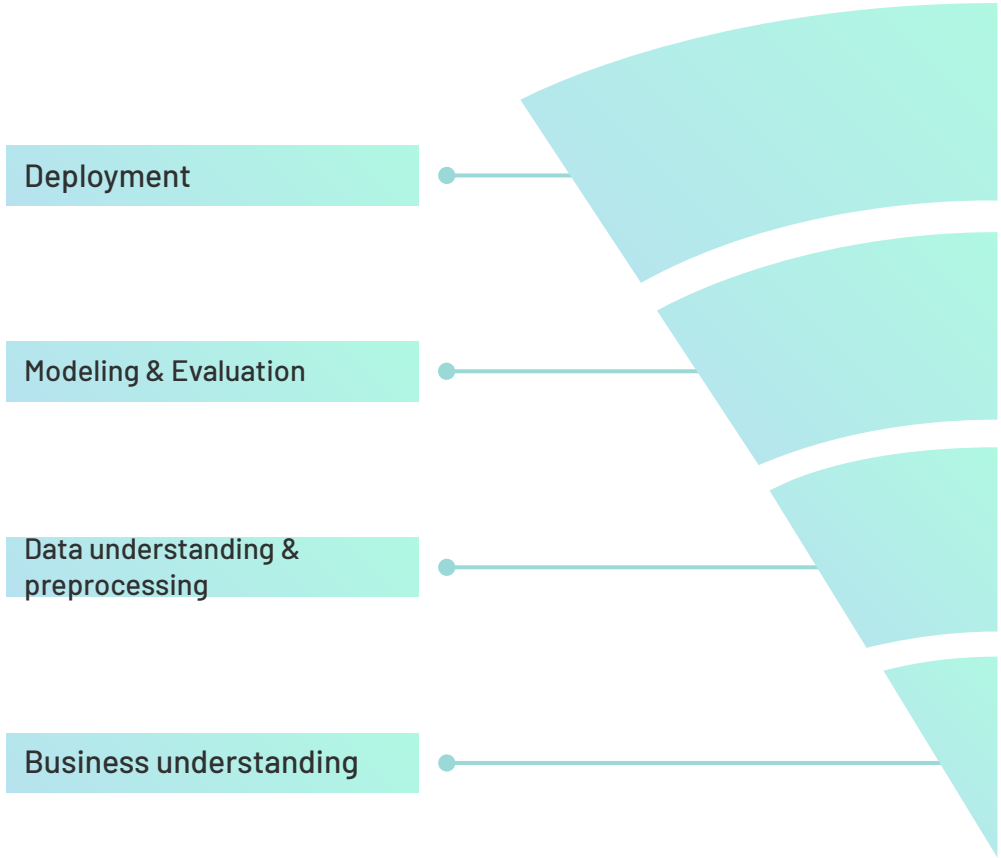 Deployment
Modeling & Evaluation
Data understanding &
preprocessing
Business understanding